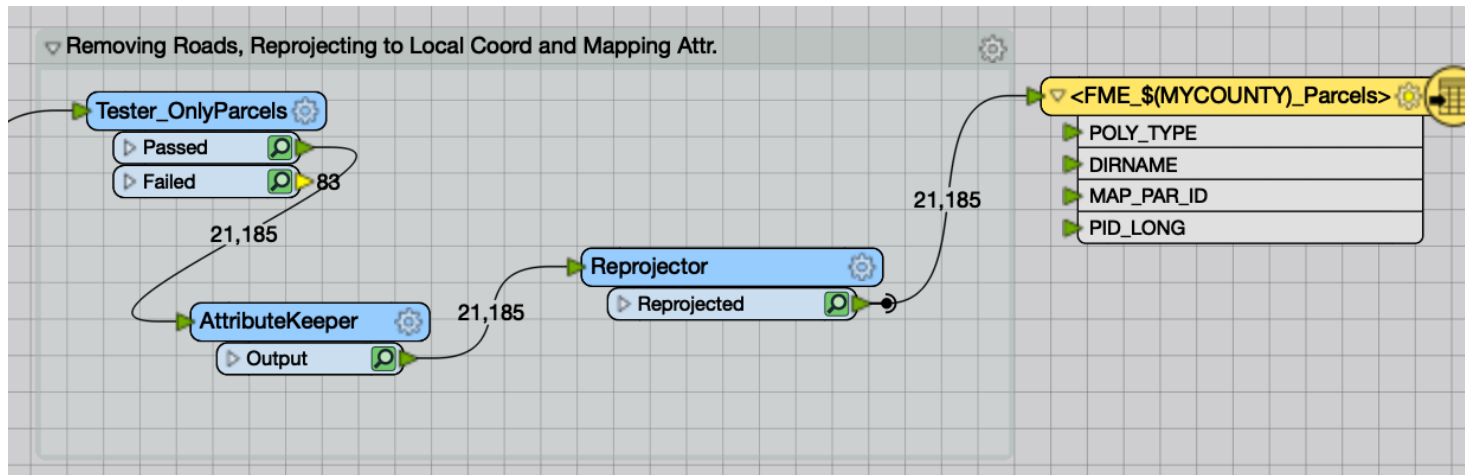 Removing Roads, Reprojecting to Local Coord and Mapping Attr.
Tester_OnlyParcels
Passed
Failed
83
21,185
AttributeKeeper
Output
21,185
Reprojector
Reprojected
21,185
<FME_$(MYCOUNTY)_Parcels>
POLY_TYPE
DIRNAME
MAP_PAR_ID
PID_LONG